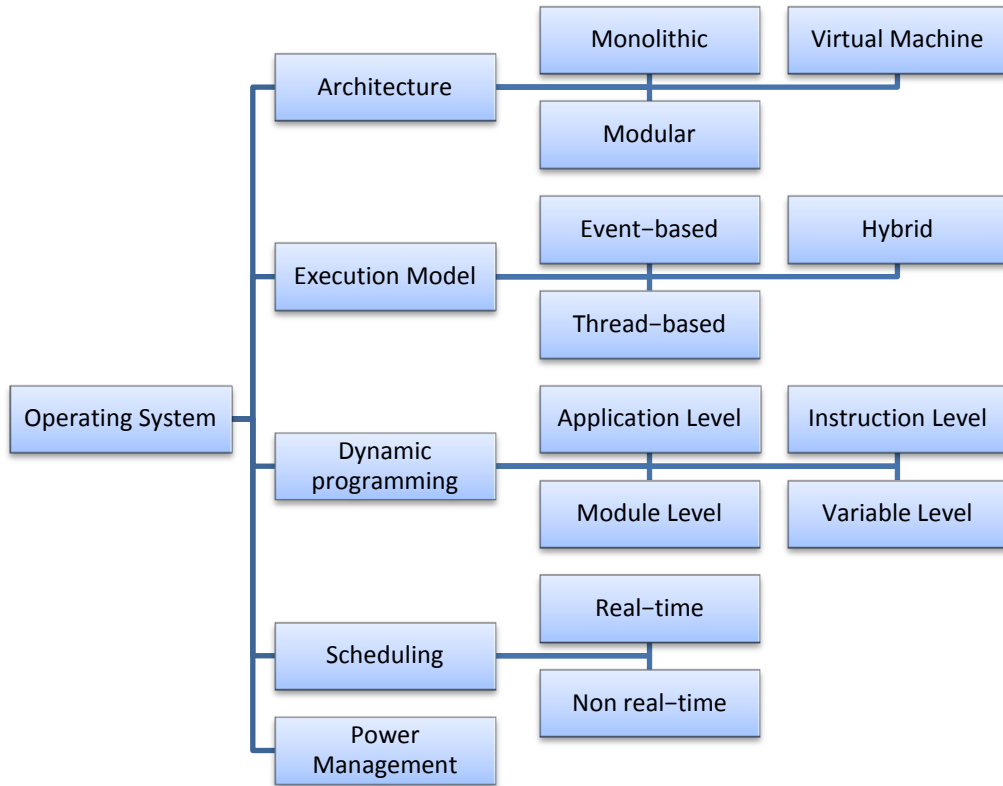 Monolithic
Virtual Machine
Architecture
Modular
Event−based
Hybrid
Execution Model
Thread−based
Operating System
Application Level
Instruction Level
Dynamic
programming
Module Level
Variable Level
Real−time
Scheduling
Non real−time
Power
Management